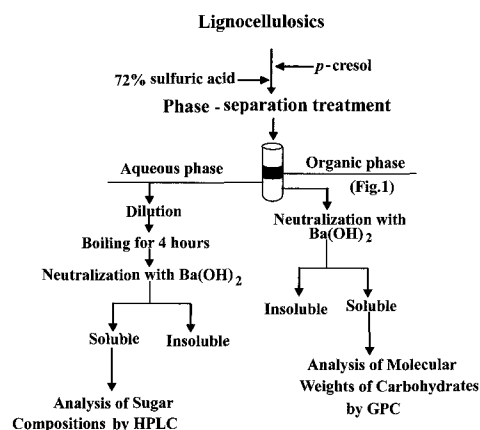 Lignocellulosics
p-cresol
72% sulfuric acid
Phase - separation treatment
Aqueous phase
Organic phase
(Fig.1)
Dilution
Boiling for 4 hours
Neutralization with Ba(OH)2
Soluble
Insoluble
Analysis of Sugar
Compositions by HPLC
Neutralization with
Ba(OH)2
Insoluble
Soluble
Analysis of Molecular
Weights of Carbohydrates
by GPC